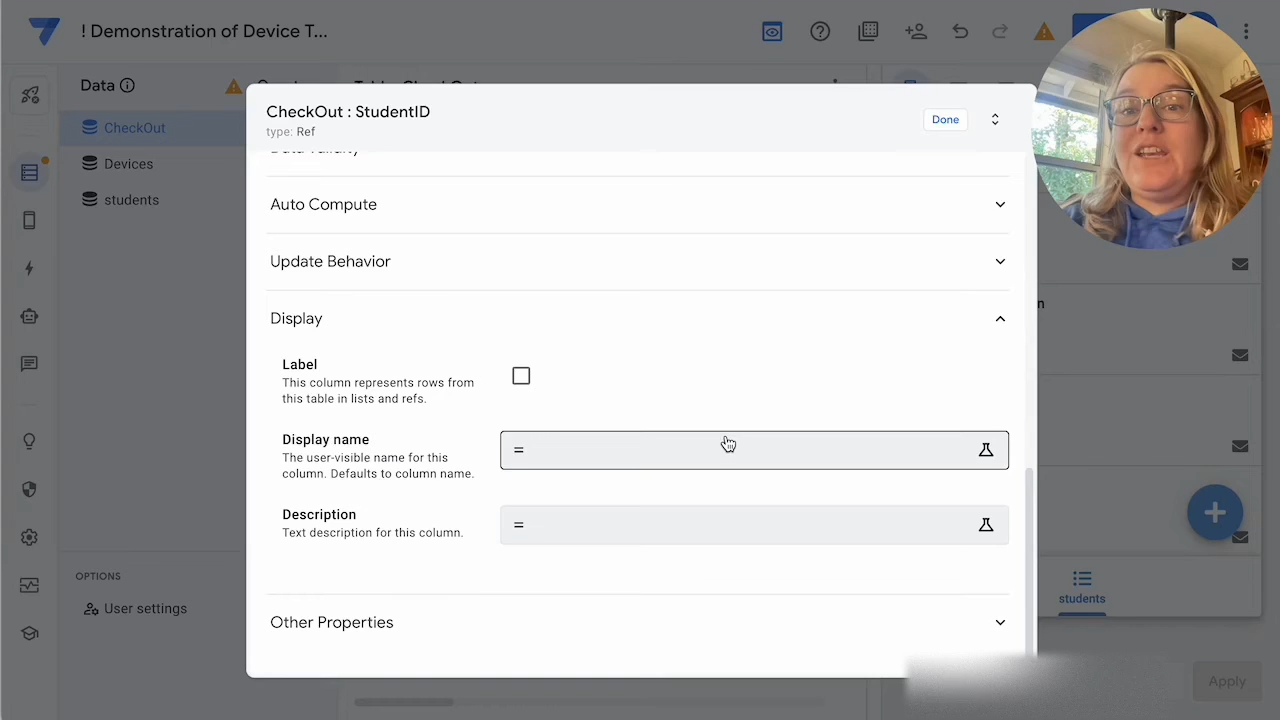 ! Demonstration of Device T...
Data
CheckOut
Devices
students
CheckOut : StudentID
type: Ref
Done
Data Validity
Auto Compute
Update Behavior
Display
Label
This column represents rows from
this table in lists and refs.
Display name
The user-visible name for this
column. Defaults to column name.
=
Description
Text description for this column.
=
Other Properties
OPTIONS
User settings
n
students
Apply